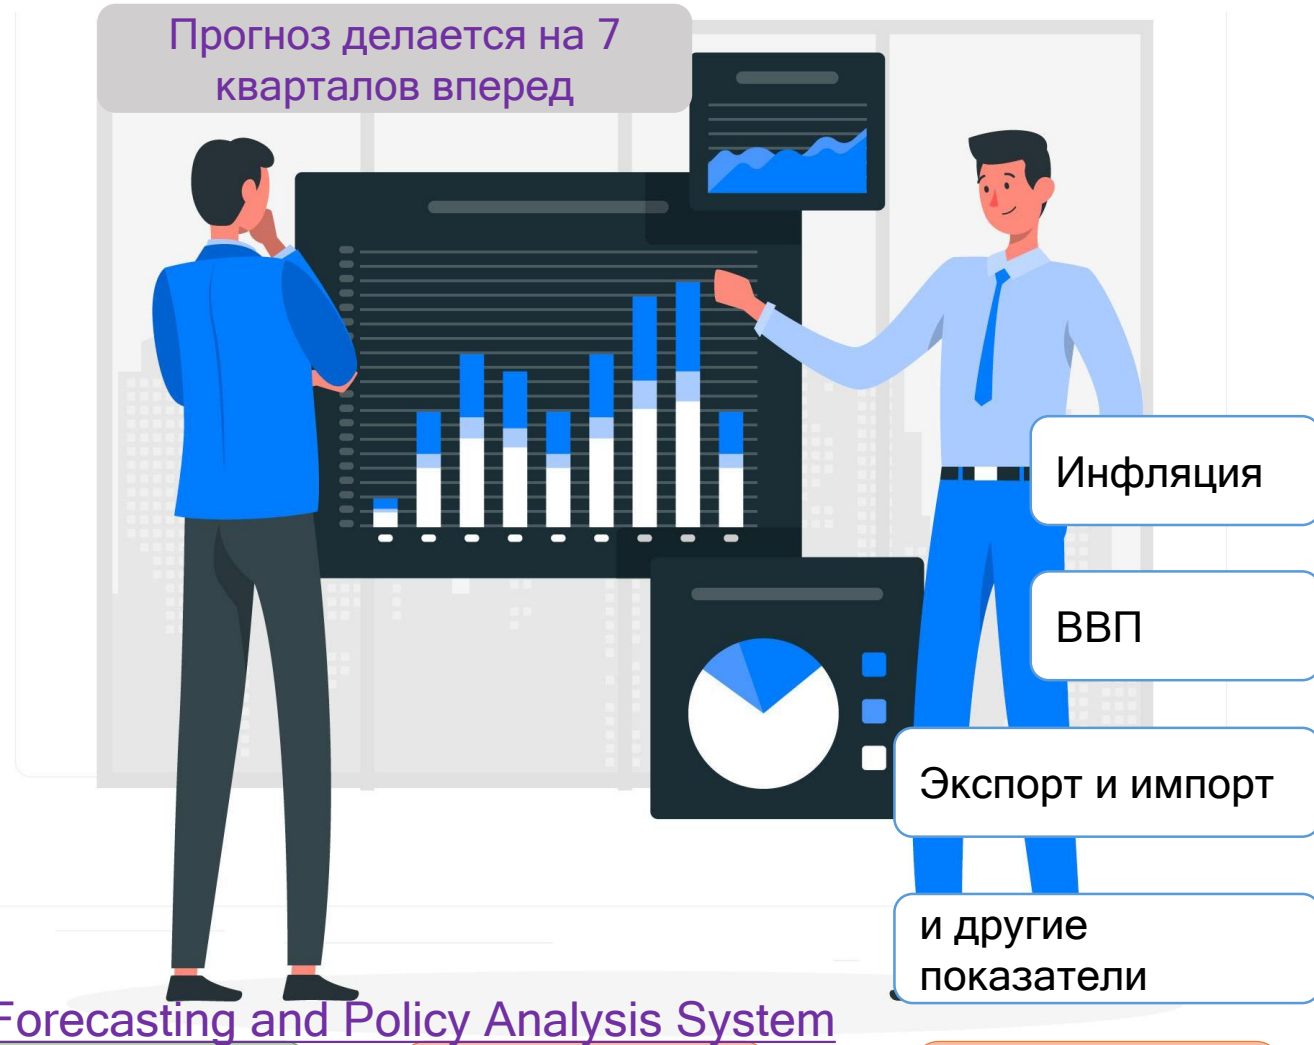 Прогноз делается на 7
кварталов вперед
Инфляция
ВВП
Экспорт и импорт
и другие
показатели
Forecasting and Policy Analysis System